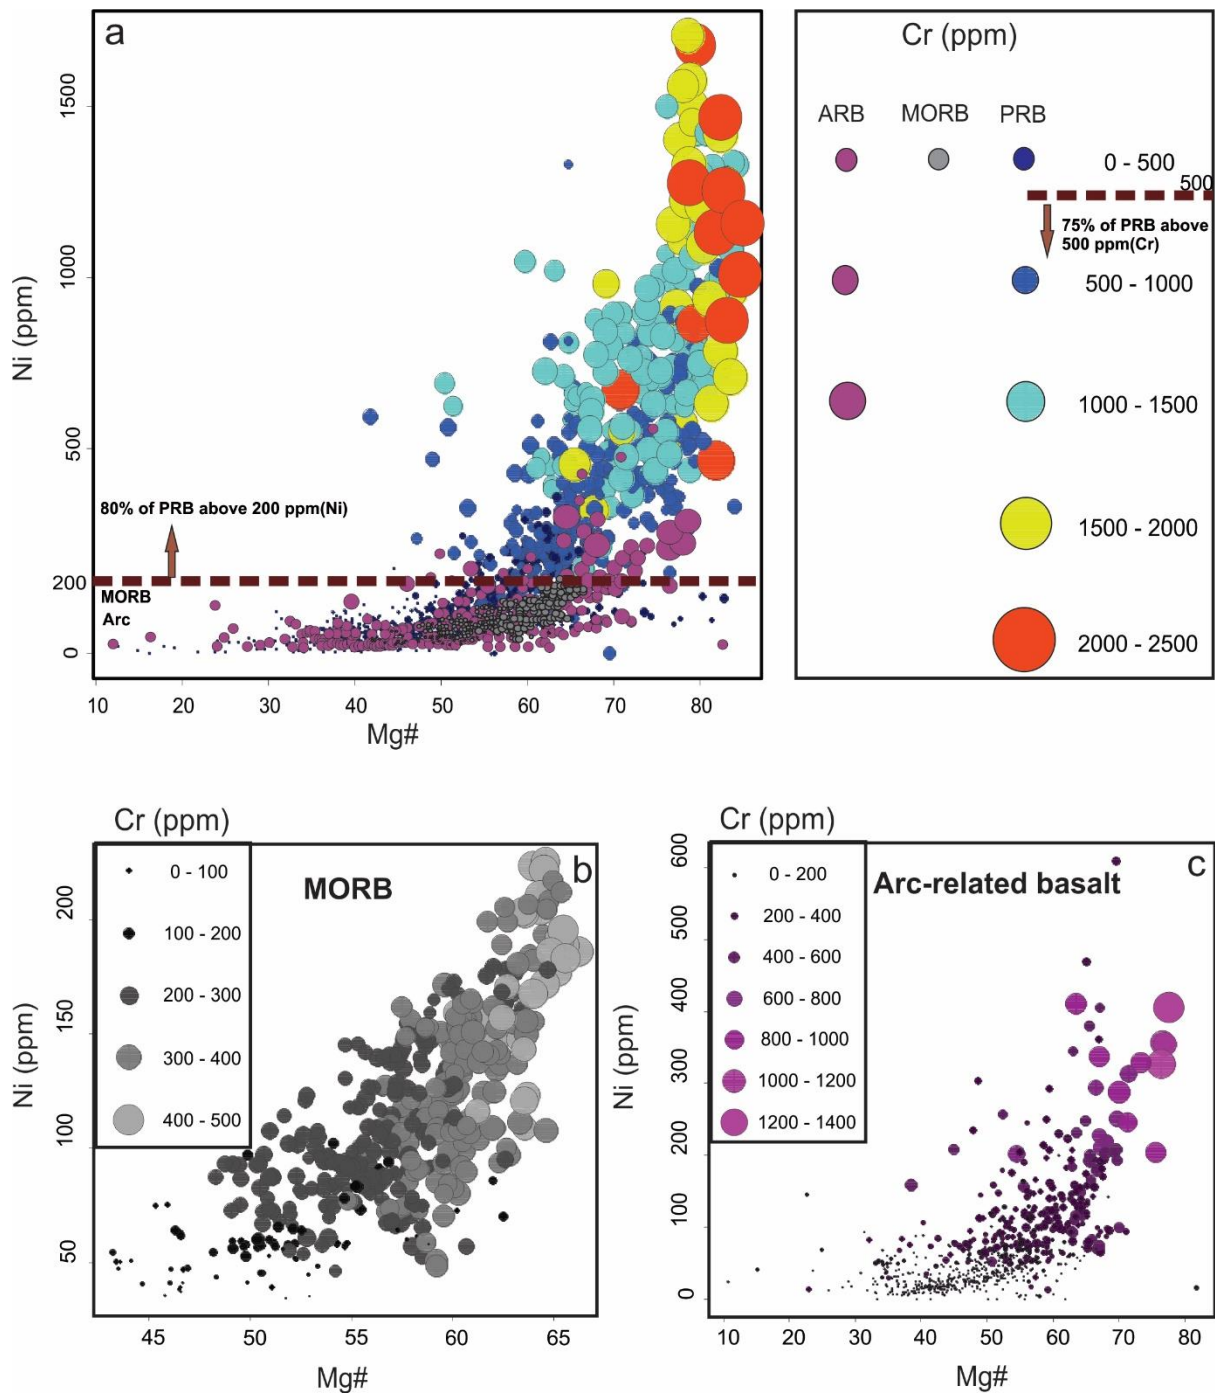 a
1500
1000
500
200
0
Ni (ppm)
80% of PRB above 200 ppm(Ni)
MORB
Arc
10 20 30 40 50 60 70 80
Mg#
Cr (ppm)
ARB MORB PRB
0 - 500
500
75% of PRB above
500 ppm(Cr)
500 - 1000
1000 - 1500
1500 - 2000
2000 - 2500
Cr (ppm)
0 - 100
100 - 200
200 - 300
300 - 400
400 - 500
b
MORB
200
150
100
50
Ni (ppm)
45 50 55 60 65
Mg#
Cr (ppm)
0 - 200
200 - 400
400 - 600
600 - 800
800 - 1000
1000 - 1200
1200 - 1400
c
Arc-related basalt
600
500
400
300
200
100
0
Ni (ppm)
10 20 30 40 50 60 70 80
Mg#